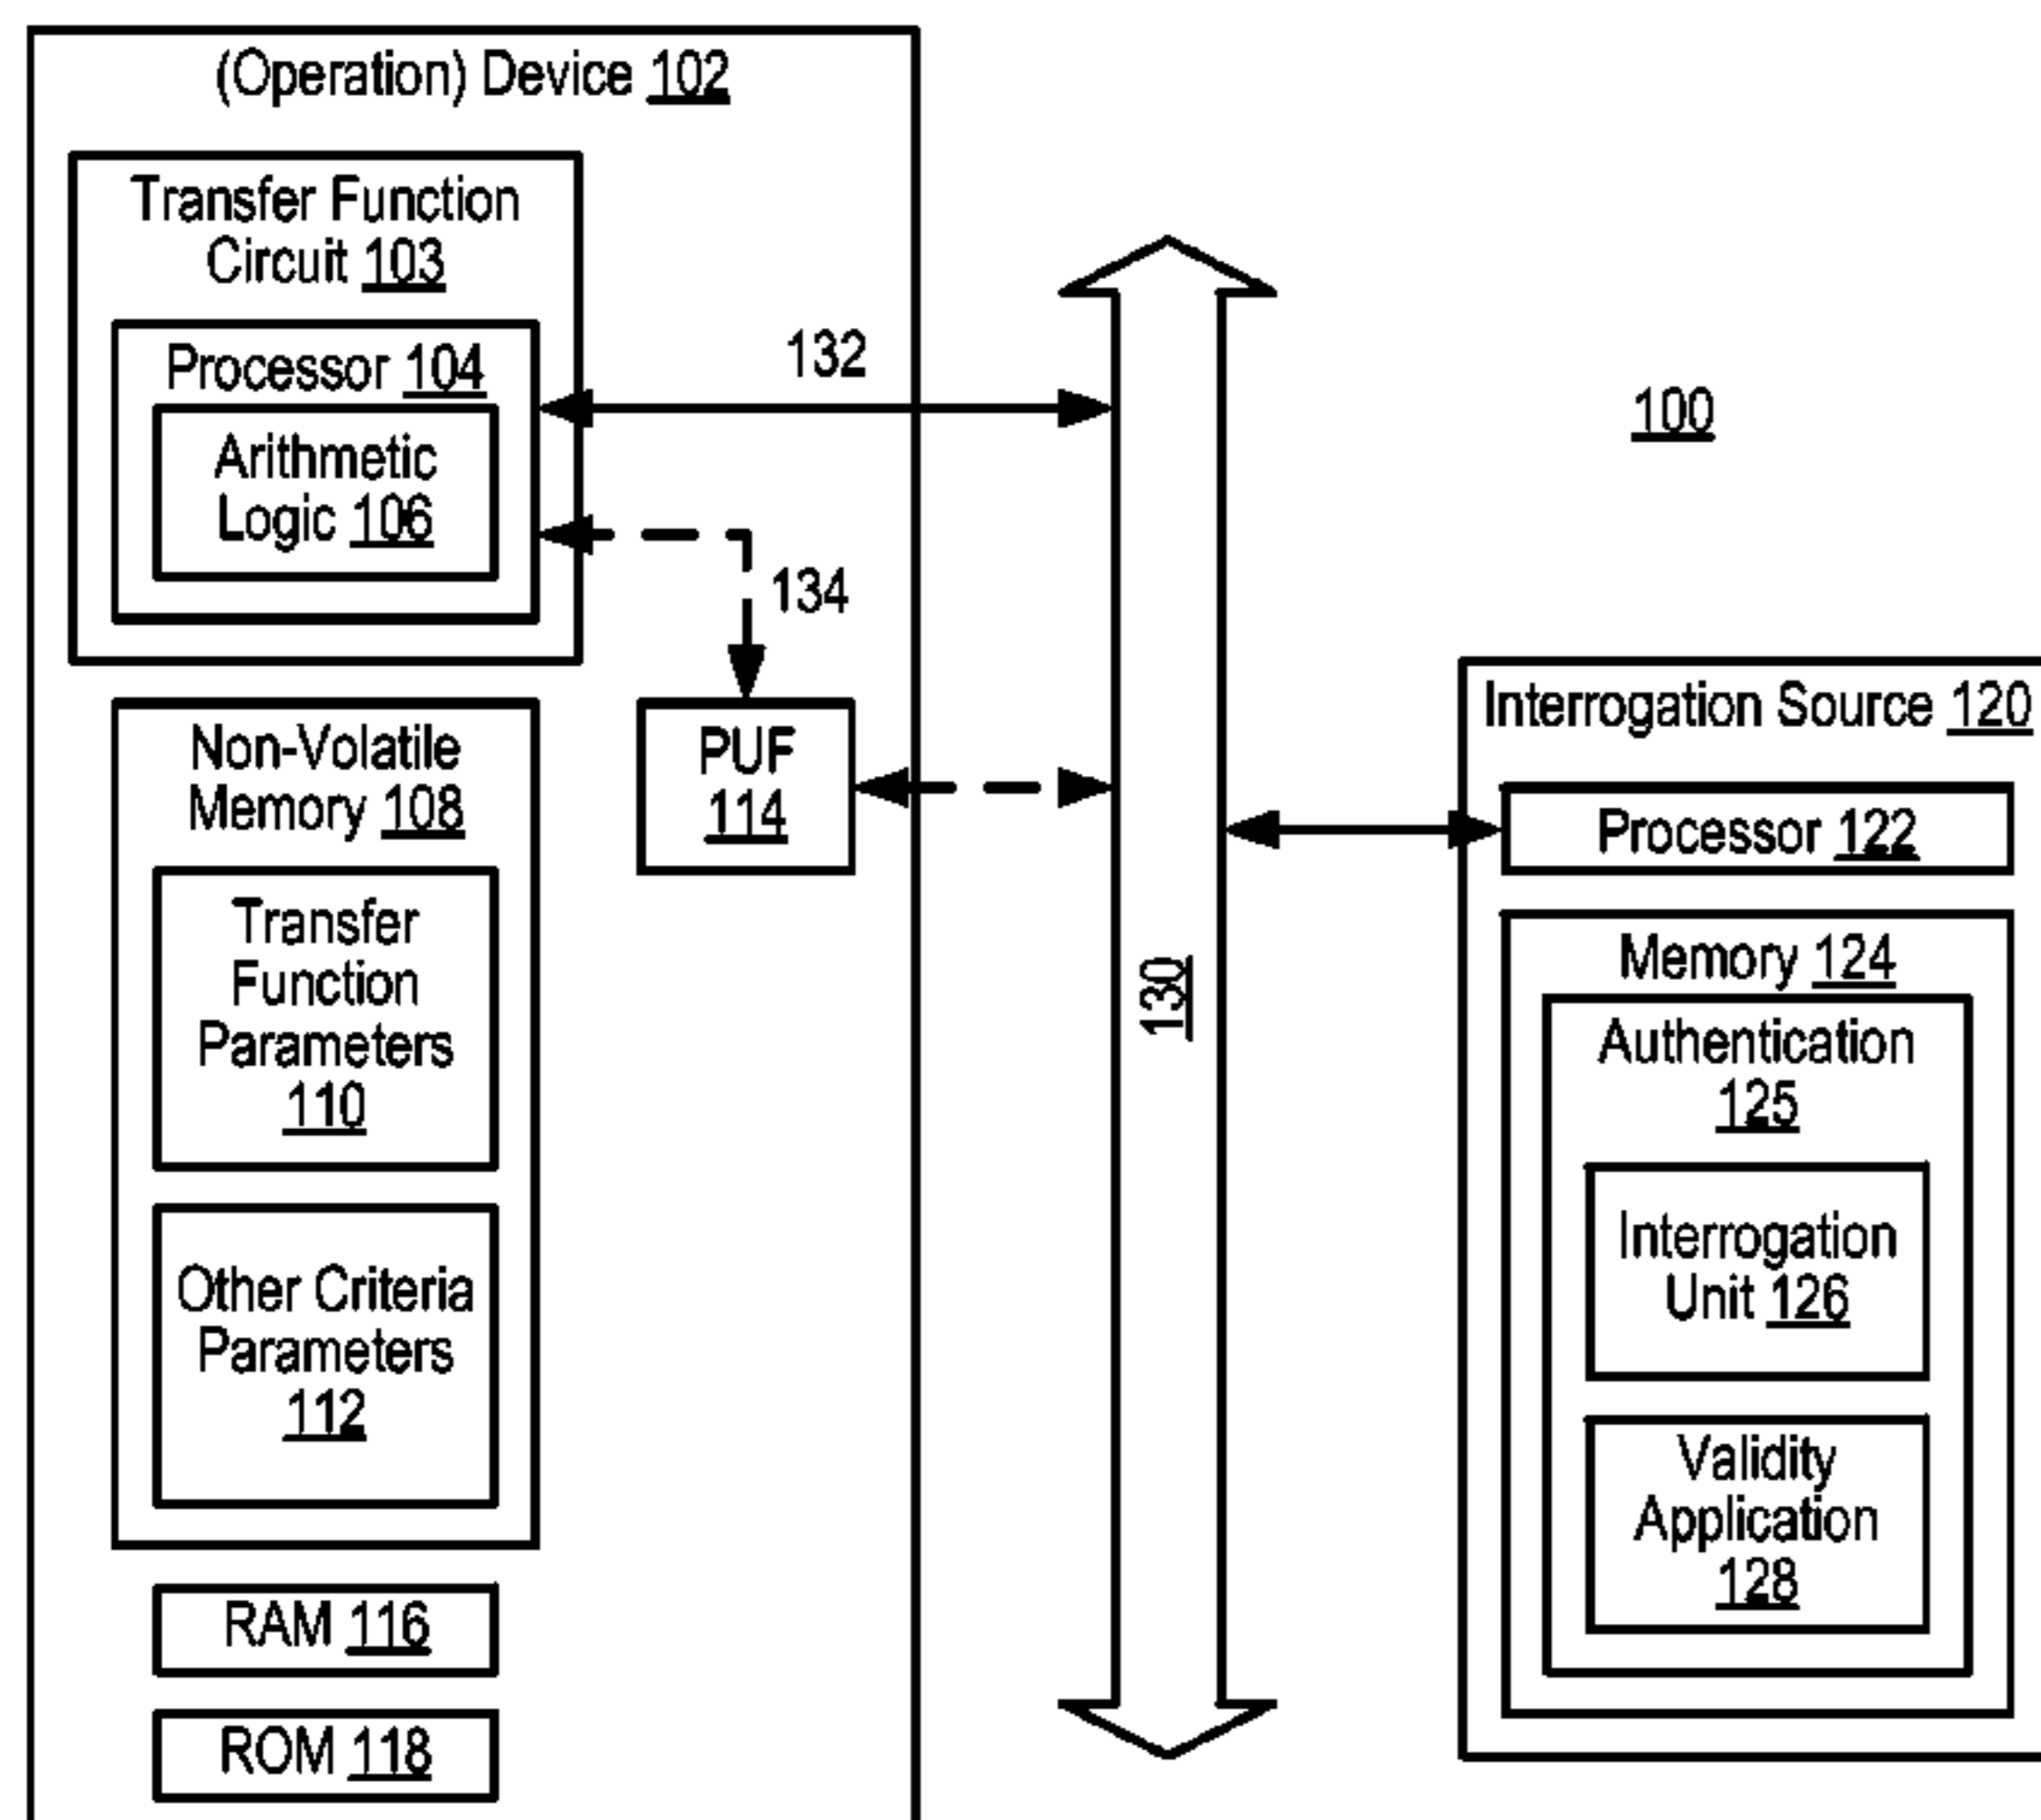 (Operation) Device 102
Transfer Function
Circuit 103
Processor 104
Arithmetic
Logic 106
132
134
Non-Volatile
Memory 108
Transfer
Function
Parameters
110
Other Criteria
Parameters
112
RAM 116
ROM 118
PUF
114
130
100
Interrogation Source 120
Processor 122
Memory 124
Authentication
125
Interrogation
Unit 126
Validity
Application
128